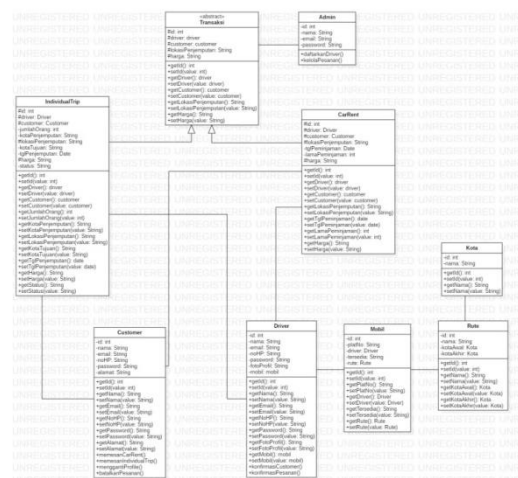 «abstract»
Transaksi
#id: int
#driver: driver
#customer: customer
#lokasiPenjemputan: String
#harga: String
+getId(): int
+setId(value: int)
+getDriver(): driver
+setDriver(value: driver)
+getCustomer(): customer
+setCustomer(value: customer)
+getLokasiPenjemputan(): String
+setLokasiPenjemputan(value: String)
+getHarga(): String
+setHarga(value: String)
Admin
-id: int
-nama: String
-email: String
-password: String
+daftarkanDriver()
+kelolaPesanan()
IndividualTrip
#id: int
#driver: Driver
#customer: Customer
-jumlahOrang: int
-kotaPenjemputan: String
#lokasiPenjemputan: String
-kotaTujuan: String
-tglPenjemputan: Date
#harga: String
-status: String
+getId(): int
+setId(value: int)
+getDriver(): driver
+setDriver(value: driver)
+getCustomer(): customer
+setCustomer(value: customer)
+getJumlahOrang(): int
+setJumlahOrang(value: int)
+getKotaPenjemputan(): String
+setKotaPenjemputan(value: String)
+getLokasiPenjemputan(): String
+setLokasiPenjemputan(value: String)
+getKotaTujuan(): String
+setKotaTujuan(value: String)
+getTglPenjemputan(): date
+setTglPenjemputan(value: date)
+getHarga(): String
+setHarga(value: String)
+getStatus(): String
+setStatus(value: String)
CarRent
#id: int
#driver: Driver
#customer: Customer
#lokasiPenjemputan: String
-tglPeminjaman: Date
-lamaPeminjaman: int
#harga: String
+getId(): int
+setId(value: int)
+getDriver(): driver
+setDriver(value: driver)
+getCustomer(): customer
+setCustomer(value: customer)
+getLokasiPenjemputan(): String
+setLokasiPenjemputan(value: String)
+getTglPeminjaman(): date
+setTglPeminjaman(value: date)
+getLamaPeminjaman(): int
+setLamaPeminjaman(value: int)
+getHarga(): String
+setHarga(value: String)
Kota
-id: int
-nama: String
+getId(): int
+setId(value: int)
+getNama(): String
+setNama(value: String)
Customer
-id: int
-nama: String
-email: String
-noHP: String
-password: String
-alamat: String
+getId(): int
+setId(value: int)
+getNama(): String
+setNama(value: String)
+getEmail(): String
+setEmail(value: String)
+getNoHP(): String
+setNoHP(value: String)
+getPassword(): String
+setPassword(value: String)
+getAlamat(): String
+setAlamat(value: String)
+memesanCarRent()
+memesanIndividualTrip()
+menggantiProfile()
+batalkanPesanan()
Driver
-id: int
-nama: String
-email: String
-noHP: String
-password: String
-fotoProfil: String
-mobil: mobil
+getId(): int
+setId(value: int)
+getNama(): String
+setNama(value: String)
+getEmail(): String
+setEmail(value: String)
+getNoHP(): String
+setNoHP(value: String)
+getPassword(): String
+setPassword(value: String)
+getFotoProfil(): String
+setFotoProfil(value: String)
+getMobil(): mobil
+setMobil(value: mobil)
+konfirmasiCustomer()
+konfirmasiPesanan()
Mobil
-id: int
-platNo: String
-driver: Driver
-tersedia: String
-rute: Rute
+getId(): int
+setId(value: int)
+getPlatNo(): String
+setPlatNo(value: String)
+getDriver(): Driver
+setDriver(value: Driver)
+getTersedia(): String
+setTersedia(value: String)
+getRute(): Rute
+setRute(value: Rute)
Rute
-id: int
-nama: String
-kotaAwal: Kota
-kotaAkhir: Kota
+getId(): int
+setId(value: int)
+getNama(): String
+setNama(value: String)
+getKotaAwal(): Kota
+setKotaAwal(value: Kota)
+getKotaAkhir(): Kota
+setKotaAkhir(value: Kota)